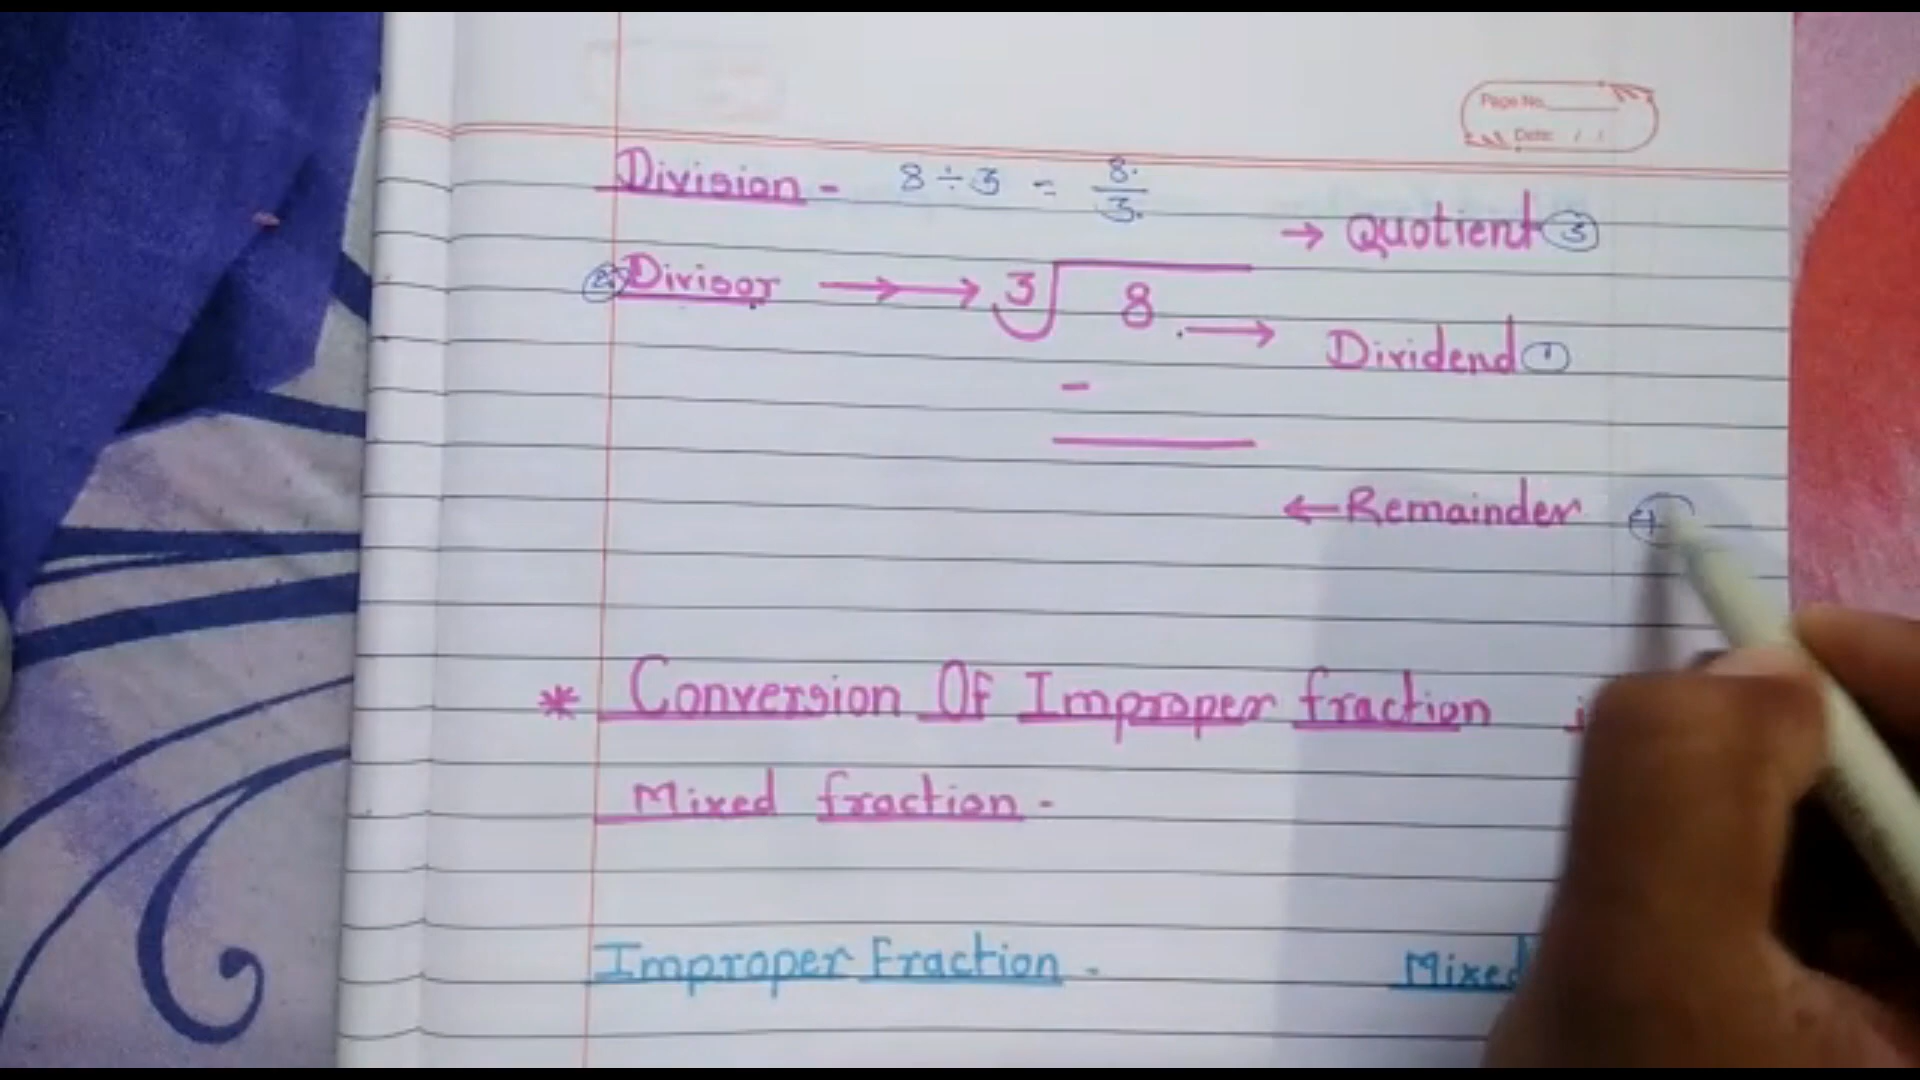 Page No.
Date / /
Division - 8 ÷ 3 = 8/3
→ Quotient ③
② Divisor →→ 3 8 → Dividend ①
-
← Remainder ④
* Conversion Of Improper fraction
Mixed fraction -
Improper Fraction - Mixed